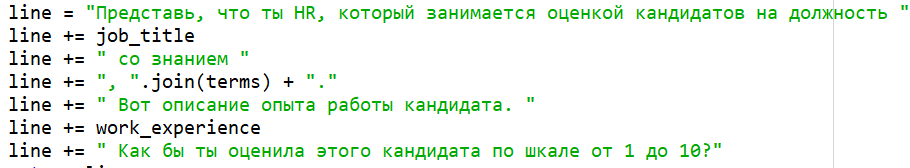 line = "Представь, что ты HR, который занимается оценкой кандидатов на должность "
line += job_title
line += " со знанием "
line += ", ".join(terms) + "."
line += " Вот описание опыта работы кандидата. "
line += work_experience
line += " Как бы ты оценила этого кандидата по шкале от 1 до 10?"